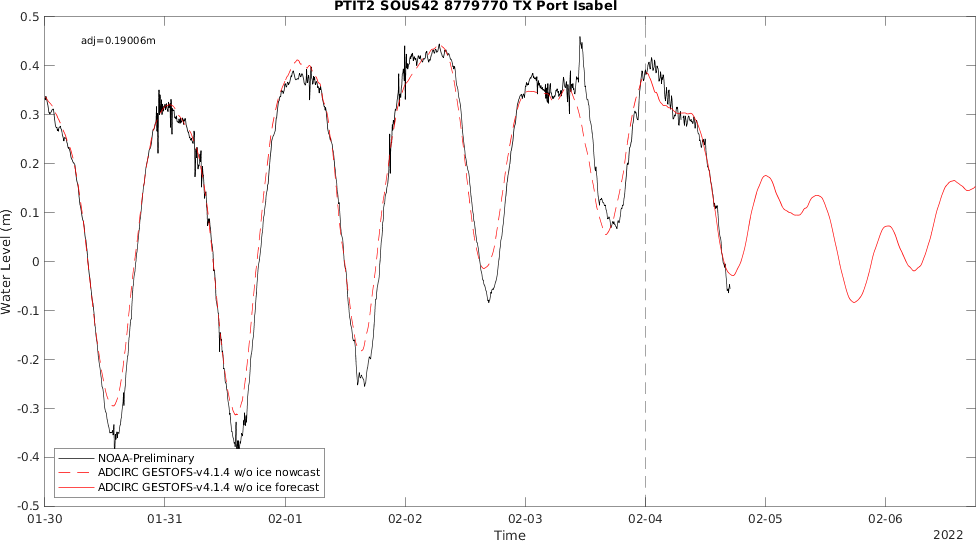 PTIT2 SOUS42 8779770 TX Port Isabel
adj=0.19006m
0.5
0.4
0.3
0.2
0.1
0
-0.1
-0.2
-0.3
-0.4
-0.5
Water Level (m)
NOAA-Preliminary
ADCIRC GESTOFS-v4.1.4 w/o ice nowcast
ADCIRC GESTOFS-v4.1.4 w/o ice forecast
01-30 01-31 02-01 02-02 02-03 02-04 02-05 02-06
Time
2022